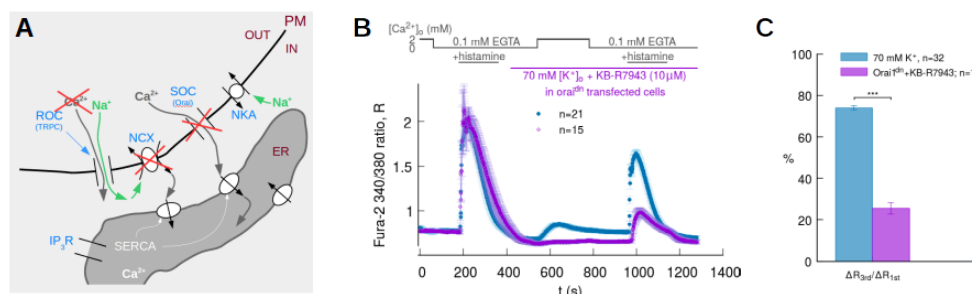 A
PM
OUT
IN
Ca²⁺
Na⁺
ROC
(TRPC)
Ca²⁺
SOC
(Orai)
Na⁺
NKA
NCX
ER
IP₃R
SERCA
Ca²⁺
B
[Ca²⁺]ₒ (mM)
2
0
0.1 mM EGTA
0.1 mM EGTA
+histamine
+histamine
70 mM [K⁺]ₒ + KB-R7943 (10 µM)
in oraiᵈⁿ transfected cells
n=21
n=15
Fura-2 340/380 ratio, R
2
1.5
1
0
200
400
600
800
1000
1200
1400
t (s)
C
70 mM K⁺, n=32
Orai1ᵈⁿ+KB-R7943; n=
***
100
80
60
40
20
0
%
ΔR₃ᵣd/ΔR₁ₛₜ